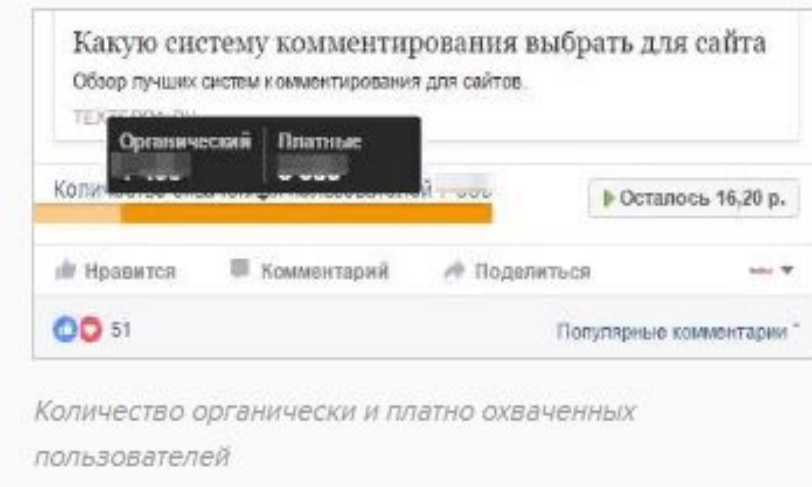 Какую систему комментирования выбрать для сайта
Обзор лучших систем комментирования для сайтов.
Органический Платные
Осталось 16,20 р.
Нравится Комментарий Поделиться
51 Популярные комментарии
Количество органически и платно охваченных
пользователей